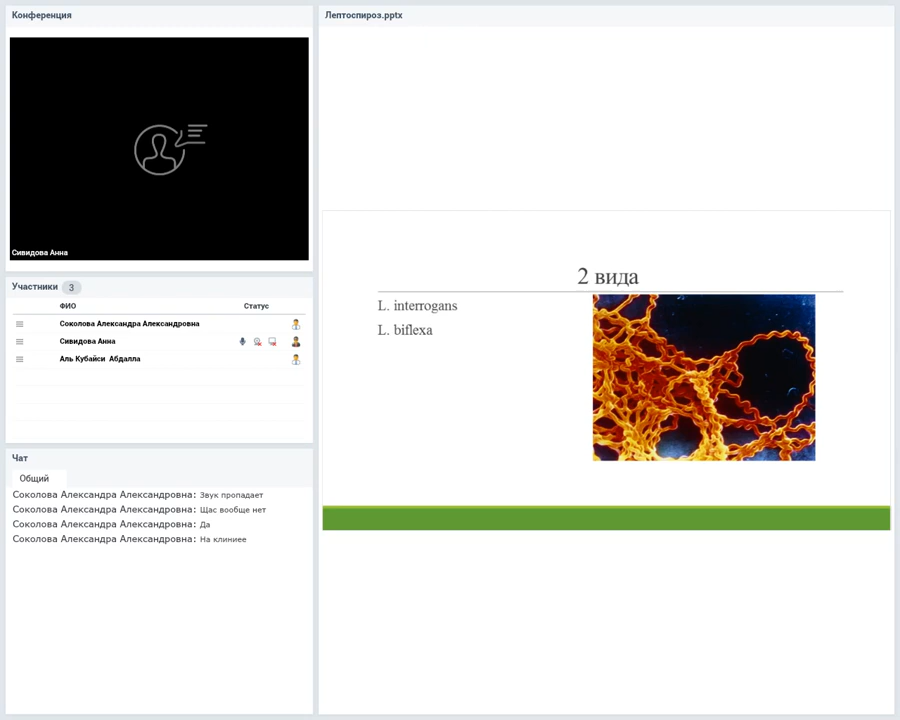 Конференция
Сивидова Анна
Участники 3
ФИО Статус
Соколова Александра Александровна
Сивидова Анна
Аль Кубайси Абдалла
Чат
Общий
Соколова Александра Александровна: Звук пропадает
Соколова Александра Александровна: Щас вообще нет
Соколова Александра Александровна: Да
Соколова Александра Александровна: На клиниее
Лептоспироз.pptx
2 вида
L. interrogans
L. biflexa